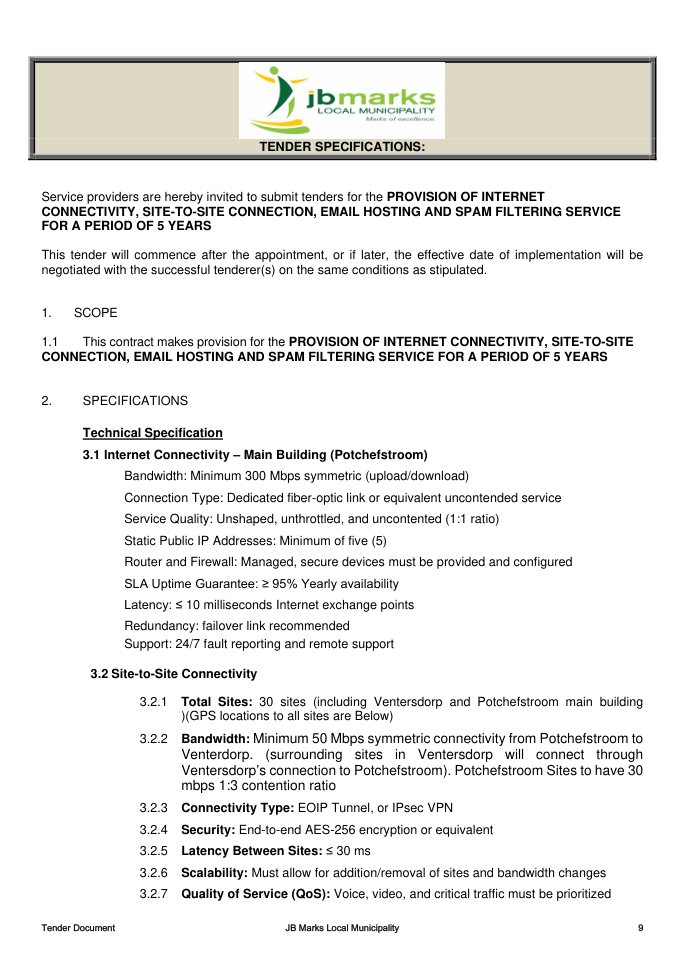 jbmarks
LOCAL MUNICIPALITY
Marks of excellence.
TENDER SPECIFICATIONS:
Service providers are hereby invited to submit tenders for the PROVISION OF INTERNET
CONNECTIVITY, SITE-TO-SITE CONNECTION, EMAIL HOSTING AND SPAM FILTERING SERVICE
FOR A PERIOD OF 5 YEARS
This tender will commence after the appointment, or if later, the effective date of implementation will be
negotiated with the successful tenderer(s) on the same conditions as stipulated.
1. SCOPE
1.1 This contract makes provision for the PROVISION OF INTERNET CONNECTIVITY, SITE-TO-SITE
CONNECTION, EMAIL HOSTING AND SPAM FILTERING SERVICE FOR A PERIOD OF 5 YEARS
2. SPECIFICATIONS
Technical Specification
3.1 Internet Connectivity – Main Building (Potchefstroom)
Bandwidth: Minimum 300 Mbps symmetric (upload/download)
Connection Type: Dedicated fiber-optic link or equivalent uncontended service
Service Quality: Unshaped, unthrottled, and uncontented (1:1 ratio)
Static Public IP Addresses: Minimum of five (5)
Router and Firewall: Managed, secure devices must be provided and configured
SLA Uptime Guarantee: ≥ 95% Yearly availability
Latency: ≤ 10 milliseconds Internet exchange points
Redundancy: failover link recommended
Support: 24/7 fault reporting and remote support
3.2 Site-to-Site Connectivity
3.2.1 Total Sites: 30 sites (including Ventersdorp and Potchefstroom main building
)(GPS locations to all sites are Below)
3.2.2 Bandwidth: Minimum 50 Mbps symmetric connectivity from Potchefstroom to
Venterdorp. (surrounding sites in Ventersdorp will connect through
Ventersdorp's connection to Potchefstroom). Potchefstroom Sites to have 30
mbps 1:3 contention ratio
3.2.3 Connectivity Type: EOIP Tunnel, or IPsec VPN
3.2.4 Security: End-to-end AES-256 encryption or equivalent
3.2.5 Latency Between Sites: ≤ 30 ms
3.2.6 Scalability: Must allow for addition/removal of sites and bandwidth changes
3.2.7 Quality of Service (QoS): Voice, video, and critical traffic must be prioritized
Tender Document JB Marks Local Municipality 9